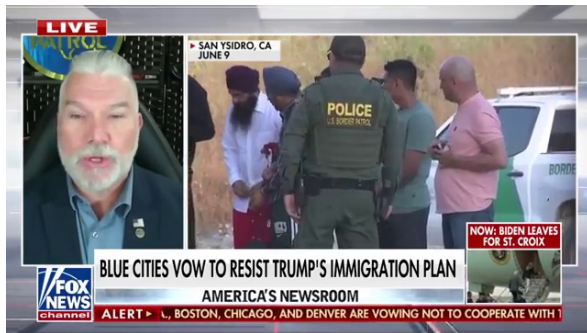 LIVE
PATROL
SAN YSIDRO, CA
JUNE 9
POLICE
U.S. BORDER PATROL
BORDER
NOW: BIDEN LEAVES
FOR ST. CROIX
BLUE CITIES VOW TO RESIST TRUMP'S IMMIGRATION PLAN
AMERICA'S NEWSROOM
FOX
NEWS
channel
ALERT ., BOSTON, CHICAGO, AND DENVER ARE VOWING NOT TO COOPERATE WITH